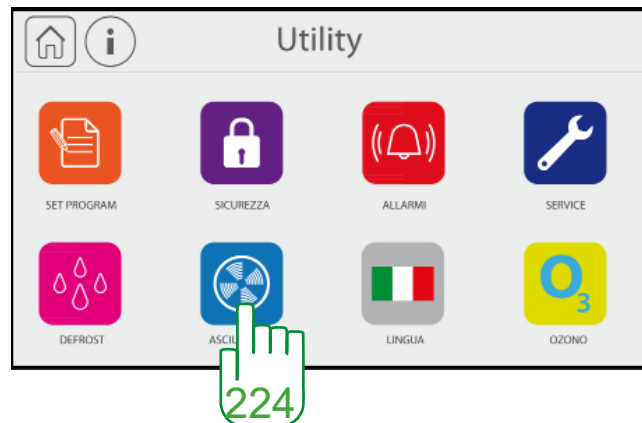 i Utility
SET PROGRAM SICUREZZA ALLARMI SERVICE
O3
DEFROST LINGUA OZONO
224